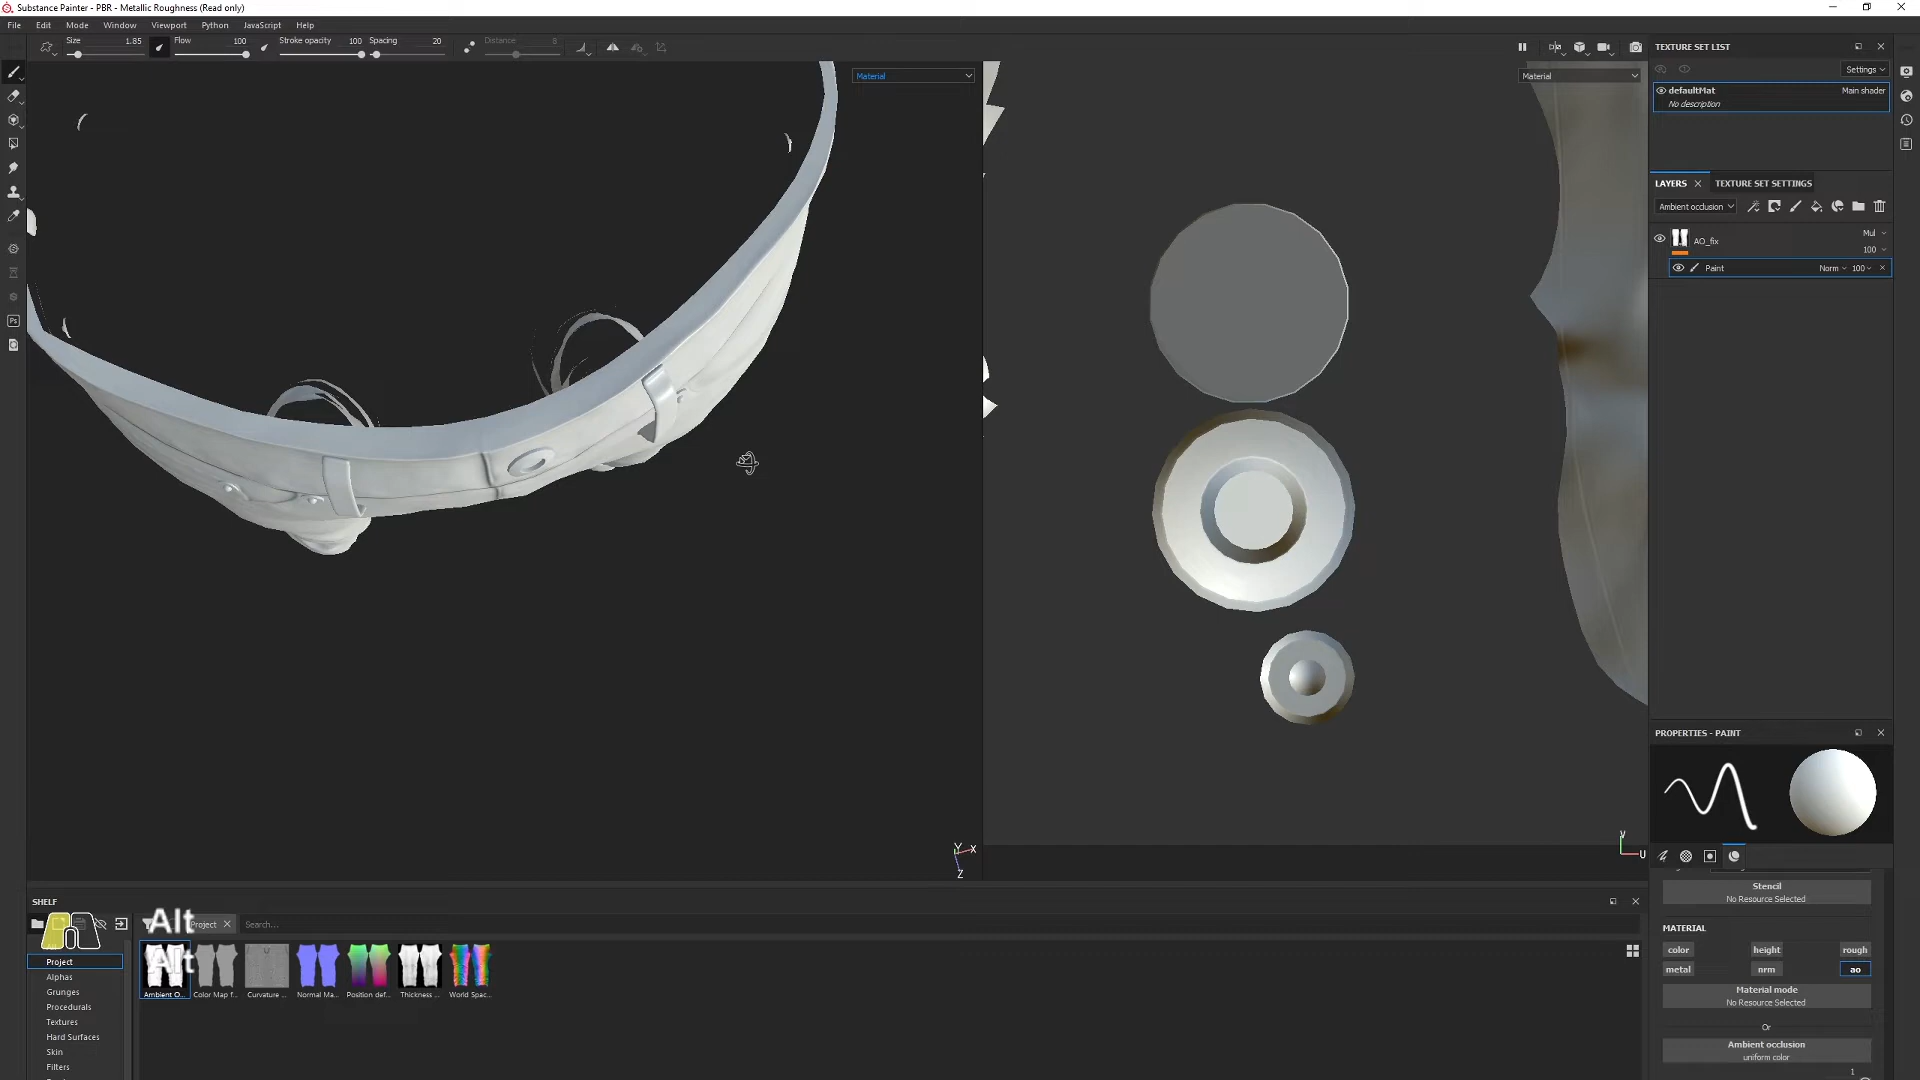 Substance Painter - PBR - Metallic Roughness (Read only)
File Edit Mode Window Viewport Python JavaScript Help
Size 1.85 Flow 100 Stroke opacity 100 Spacing 20 Distance 8
Material
Material
TEXTURE SET LIST
Settings
defaultMat Main shader
No description
LAYERS TEXTURE SET SETTINGS
Ambient occlusion
AO_fix Mul
100
Paint Norm 100
PROPERTIES - PAINT
Stencil
No Resource Selected
MATERIAL
color height rough
metal nrm ao
Material mode
No Resource Selected
Or
Ambient occlusion
uniform color
1
Y X
Z
V
U
Ps
SHELF
Alt
Alt
Project Search...
Project
Alphas
Grunges
Procedurals
Textures
Hard Surfaces
Skin
Filters
Ambient O... Color Map f... Curvature ... Normal Ma... Position def... Thickness ... World Spac...